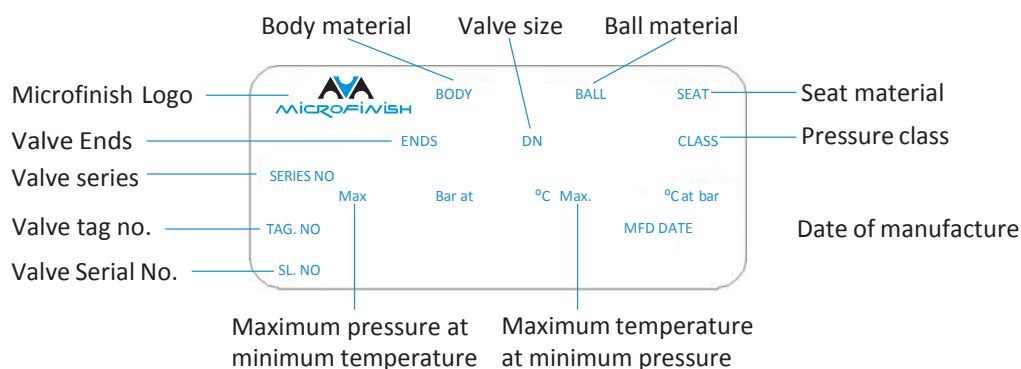 Body material Valve size Ball material
Microfinish Logo MICROFINISH BODY BALL SEAT Seat material
Valve Ends ENDS DN CLASS Pressure class
Valve series SERIES NO
Max Bar at ⁰C Max. ⁰C at bar
Valve tag no. TAG. NO MFD DATE Date of manufacture
Valve Serial No. SL. NO
Maximum pressure at Maximum temperature
minimum temperature at minimum pressure